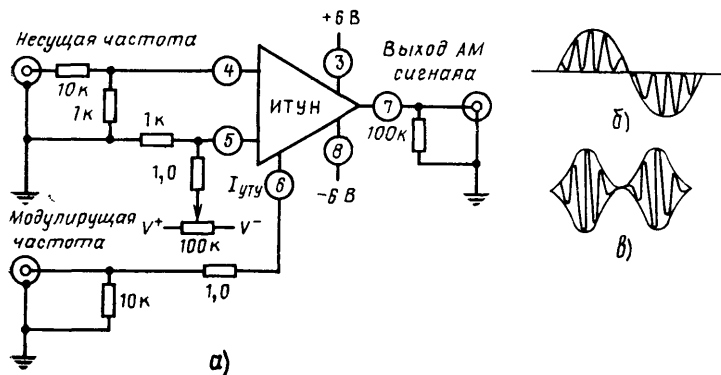 +6 В
Несущая частота
Выход АМ
сигнала
10к
4
3
1к
1к
ИТУН
7
5
100к
1,0
8
Iуту
6
−6 В
V⁺
V⁻
100к
Модулирущая
частота
10к
1,0
а)
б)
в)